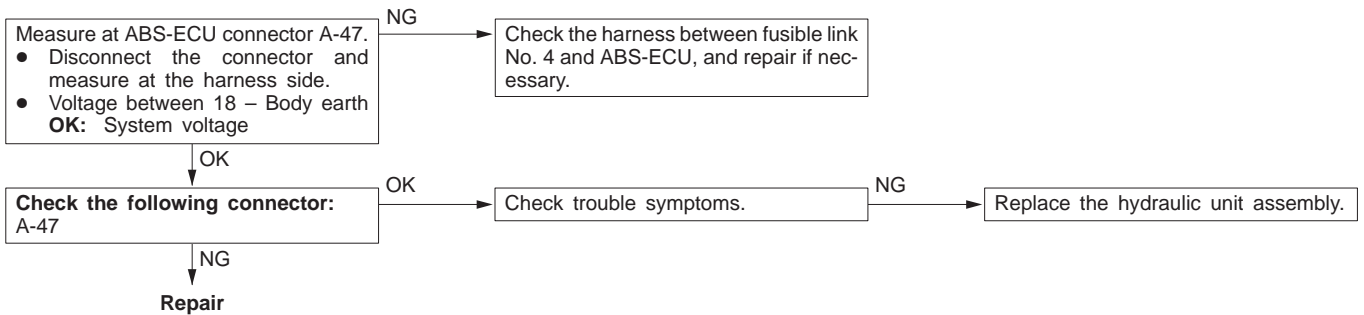 Measure at ABS-ECU connector A-47.
● Disconnect the connector and
measure at the harness side.
● Voltage between 18 – Body earth
OK: System voltage
NG
Check the harness between fusible link
No. 4 and ABS-ECU, and repair if nec-
essary.
OK
Check the following connector:
A-47
OK
Check trouble symptoms.
NG
Replace the hydraulic unit assembly.
NG
Repair